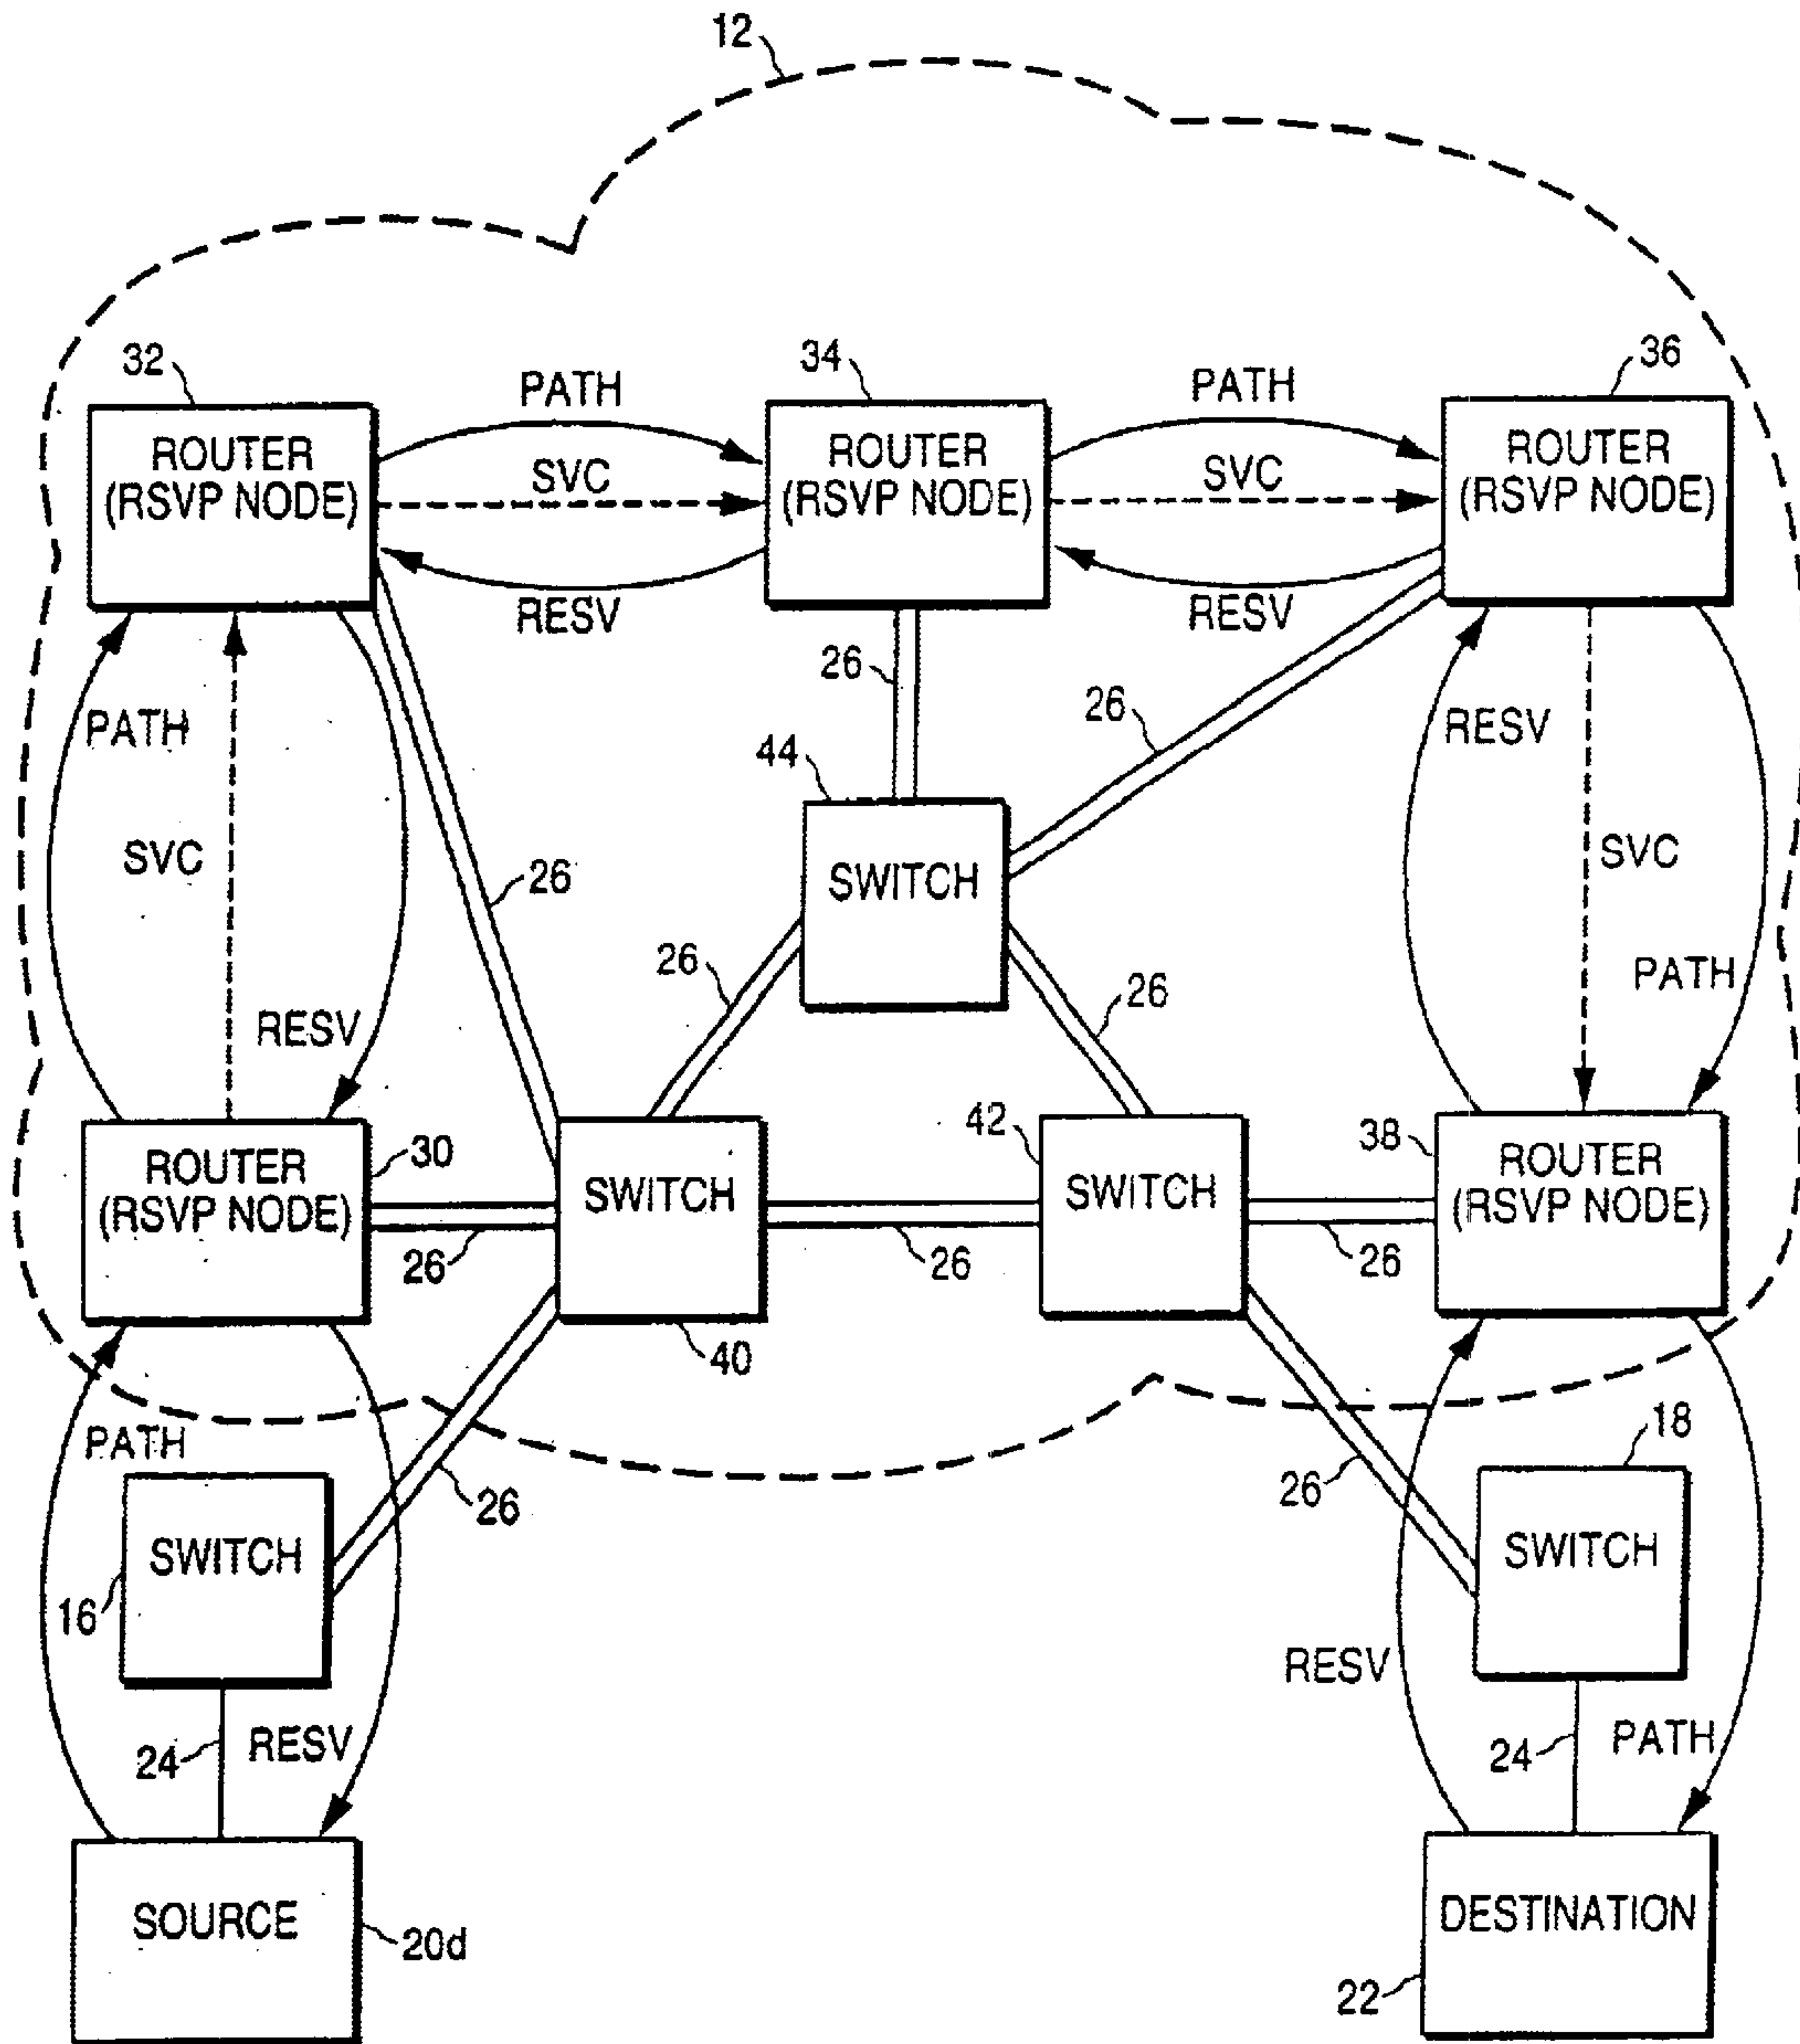 12
32
34
36
PATH
PATH
ROUTER
(RSVP NODE)
SVC
ROUTER
(RSVP NODE)
SVC
ROUTER
(RSVP NODE)
RESV
RESV
26
26
PATH
RESV
44
SVC
SWITCH
SVC
26
26
26
PATH
RESV
42
38
30
ROUTER
(RSVP NODE)
SWITCH
SWITCH
ROUTER
(RSVP NODE)
26
26
26
40
PATH
18
26
26
SWITCH
SWITCH
16
RESV
24
RESV
24
PATH
SOURCE
DESTINATION
20d
22